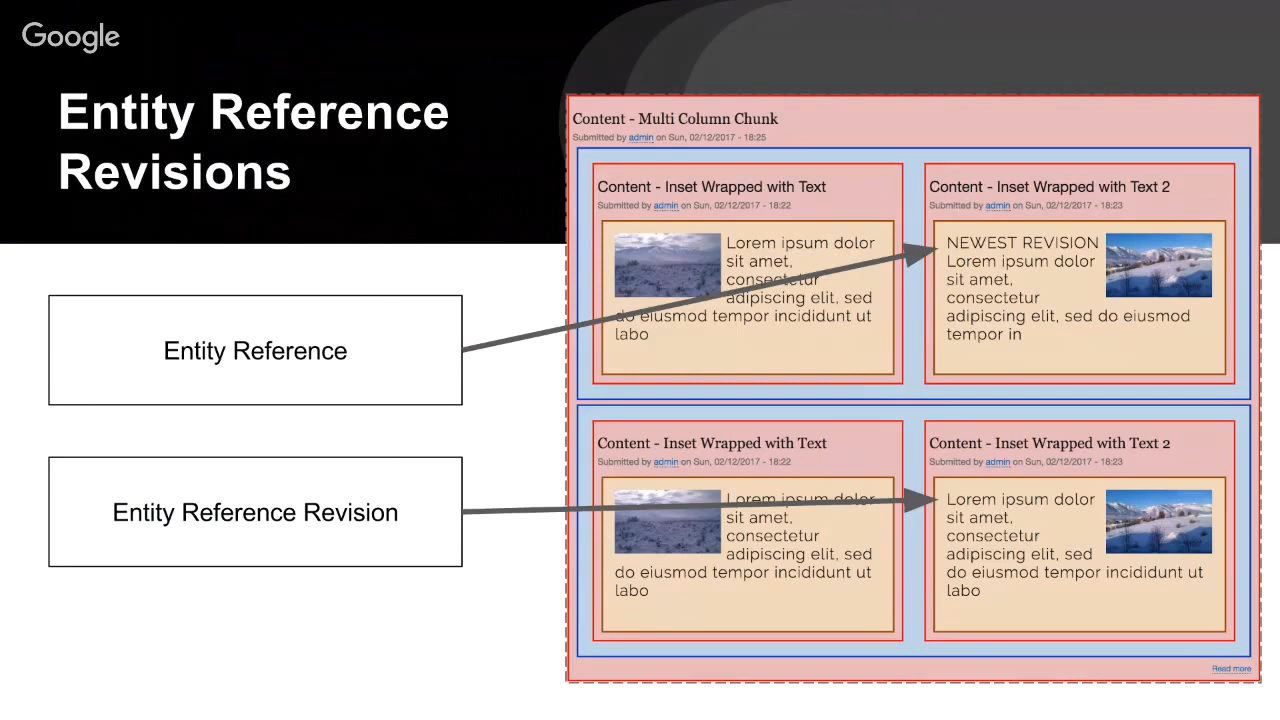 Google
Entity Reference
Revisions
Entity Reference
Entity Reference Revision
Content - Multi Column Chunk
Submitted by admin on Sun, 02/12/2017 - 18:25
Content - Inset Wrapped with Text
Submitted by admin on Sun, 02/12/2017 - 18:22
Lorem ipsum dolor
sit amet,
consectetur
adipiscing elit, sed
do eiusmod tempor incididunt ut
labo
Content - Inset Wrapped with Text 2
Submitted by admin on Sun, 02/12/2017 - 18:23
NEWEST REVISION
Lorem ipsum dolor
sit amet,
consectetur
adipiscing elit, sed do eiusmod
tempor in
Content - Inset Wrapped with Text
Submitted by admin on Sun, 02/12/2017 - 18:22
Lorem ipsum dolor
sit amet,
consectetur
adipiscing elit, sed
do eiusmod tempor incididunt ut
labo
Content - Inset Wrapped with Text 2
Submitted by admin on Sun, 02/12/2017 - 18:23
Lorem ipsum dolor
sit amet,
consectetur
adipiscing elit, sed
do eiusmod tempor incididunt ut
labo
Read more